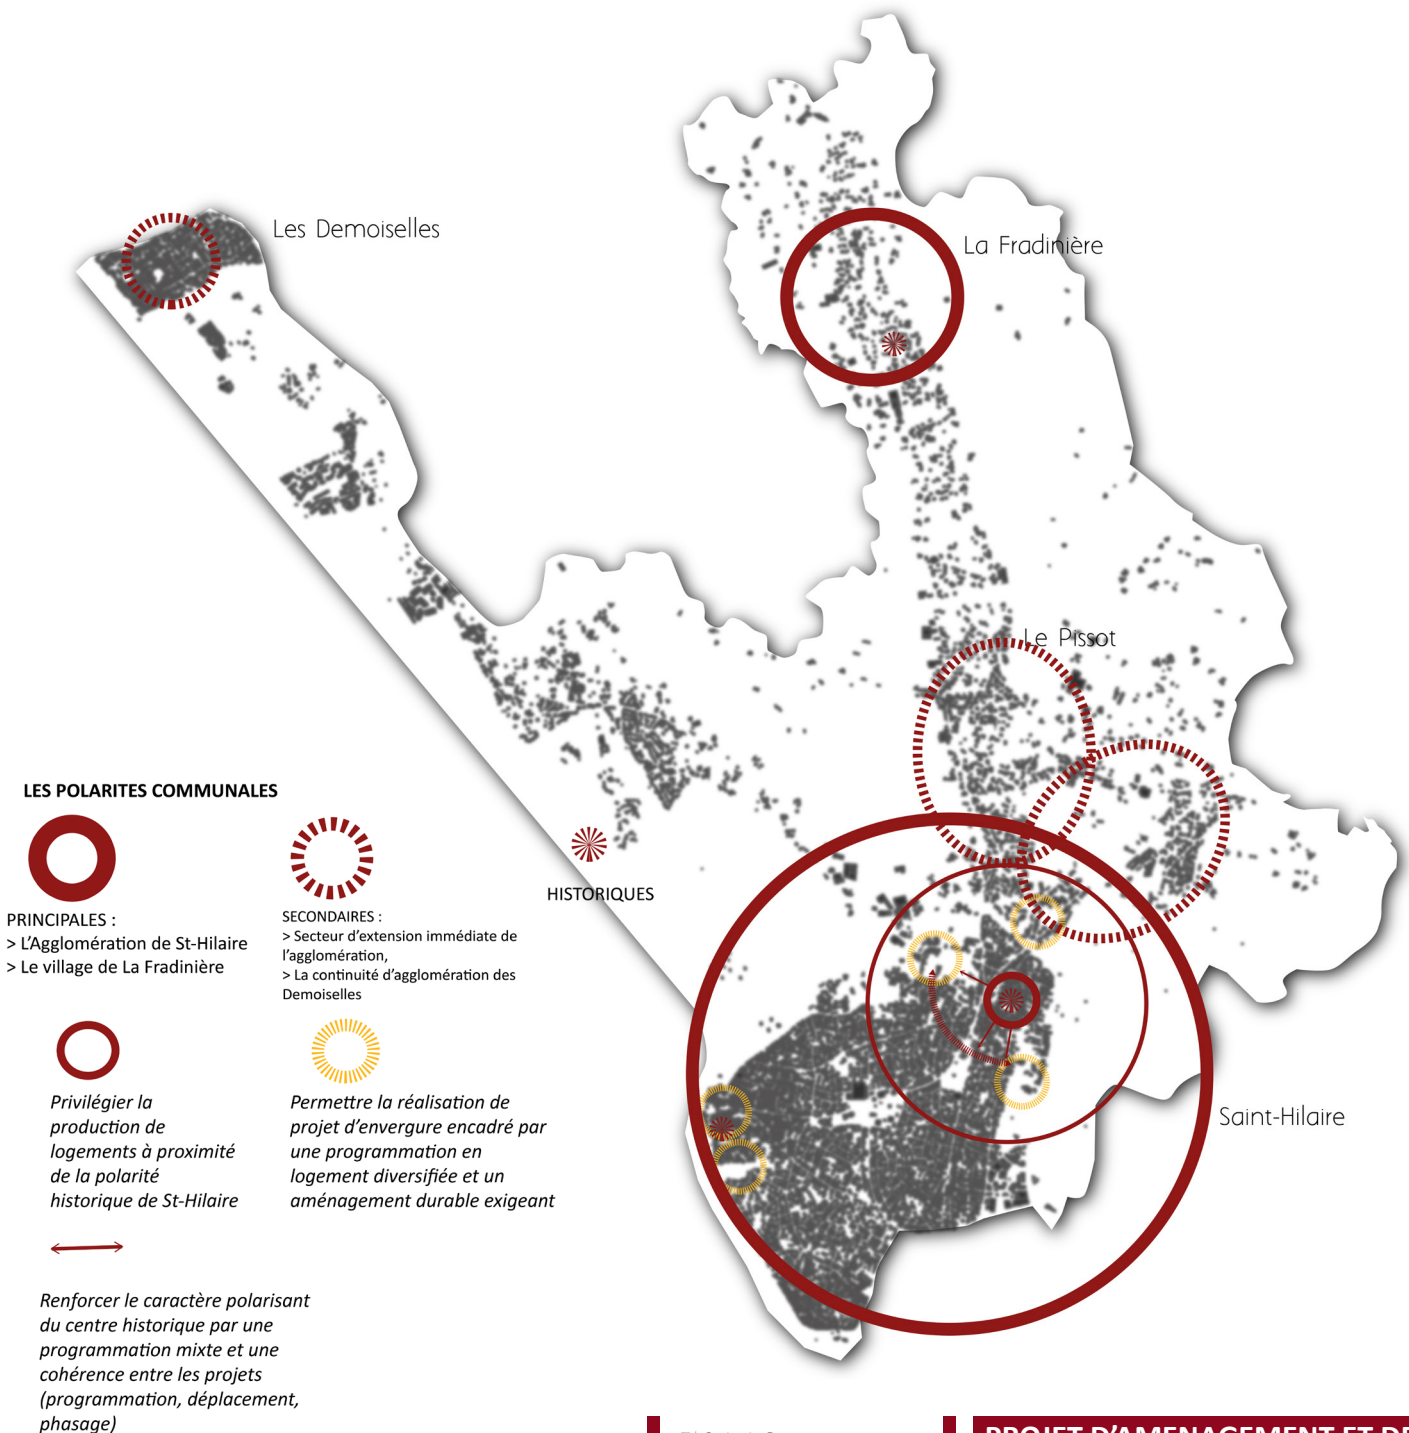 Les Demoiselles
La Fradinière
Le Pissot
LES POLARITES COMMUNALES
HISTORIQUES
PRINCIPALES :
> L'Agglomération de St-Hilaire
> Le village de La Fradinière
SECONDAIRES :
> Secteur d'extension immédiate de
l'agglomération,
> La continuité d'agglomération des
Demoiselles
Privilégier la
production de
logements à proximité
de la polarité
historique de St-Hilaire
Permettre la réalisation de
projet d'envergure encadré par
une programmation en
logement diversifiée et un
aménagement durable exigeant
Saint-Hilaire
Renforcer le caractère polarisant
du centre historique par une
programmation mixte et une
cohérence entre les projets
(programmation, déplacement,
phasage)
PROJET D'AMENAGEMENT ET DE